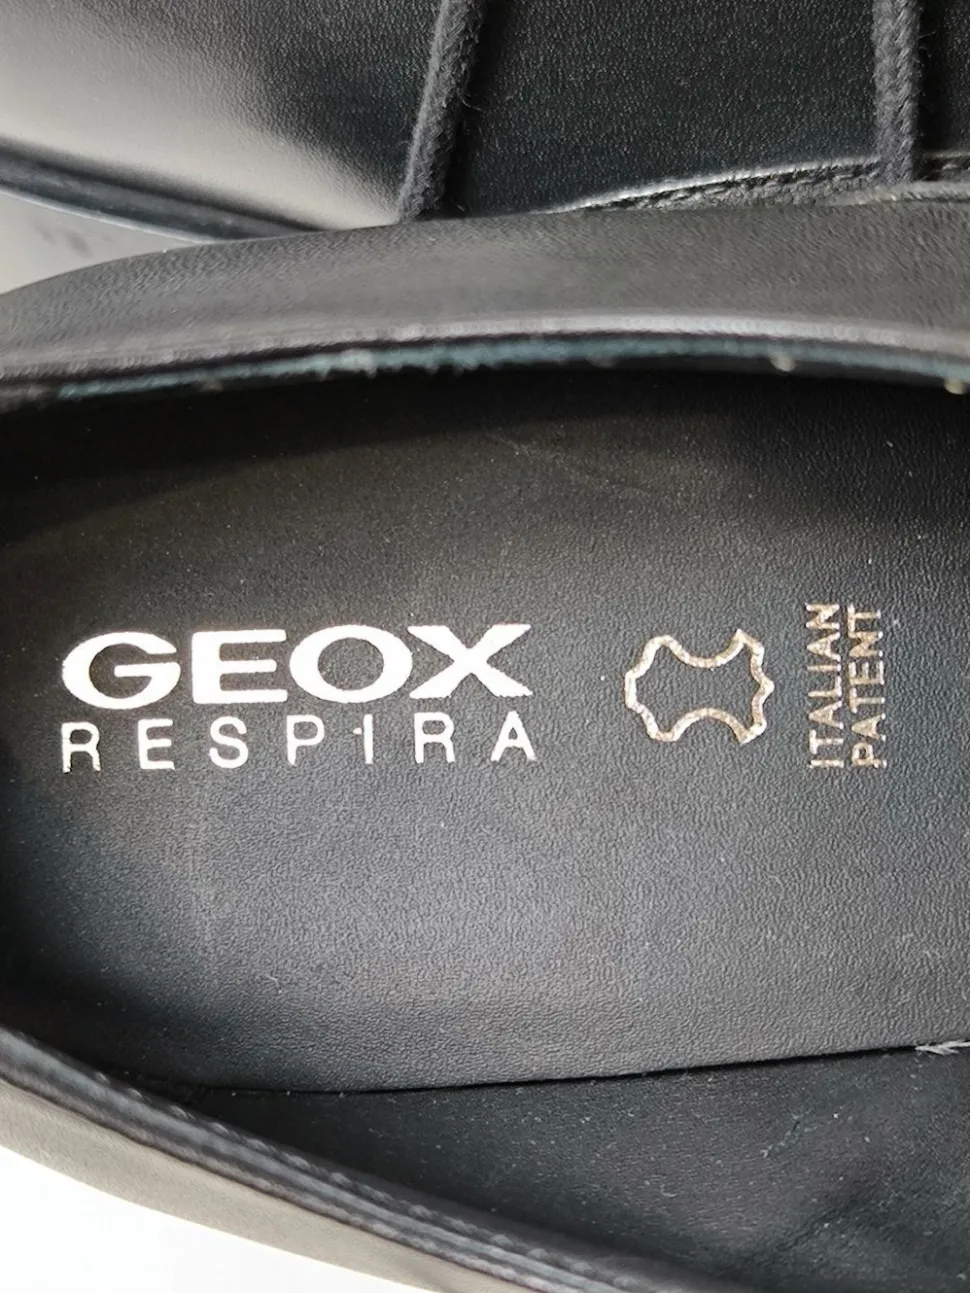 GEOX
RESPIRA
ITALIAN
PATENT